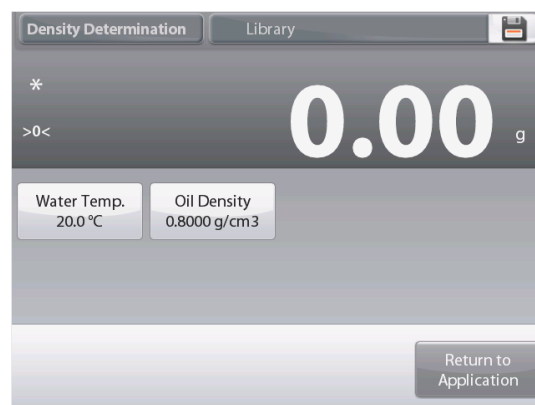 Density Determination
Library
*
>0<
0.00 g
Water Temp.
20.0 °C
Oil Density
0.8000 g/cm3
Return to
Application